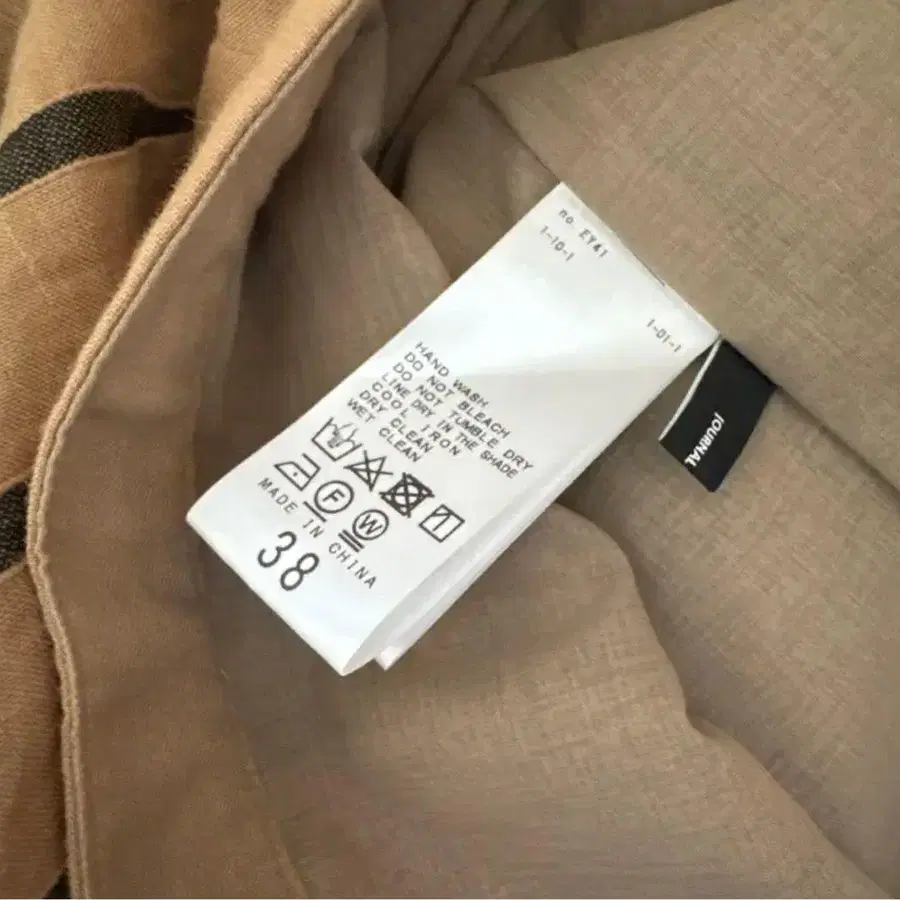 no. EY41
1-10-1
1-01-1
HAND WASH
DO NOT BLEACH
DO NOT TUMBLE DRY
LINE DRY IN THE SHADE
COOL IRON
DRY CLEAN
WET CLEAN
F
W
MADE IN CHINA
38
JOURNAL